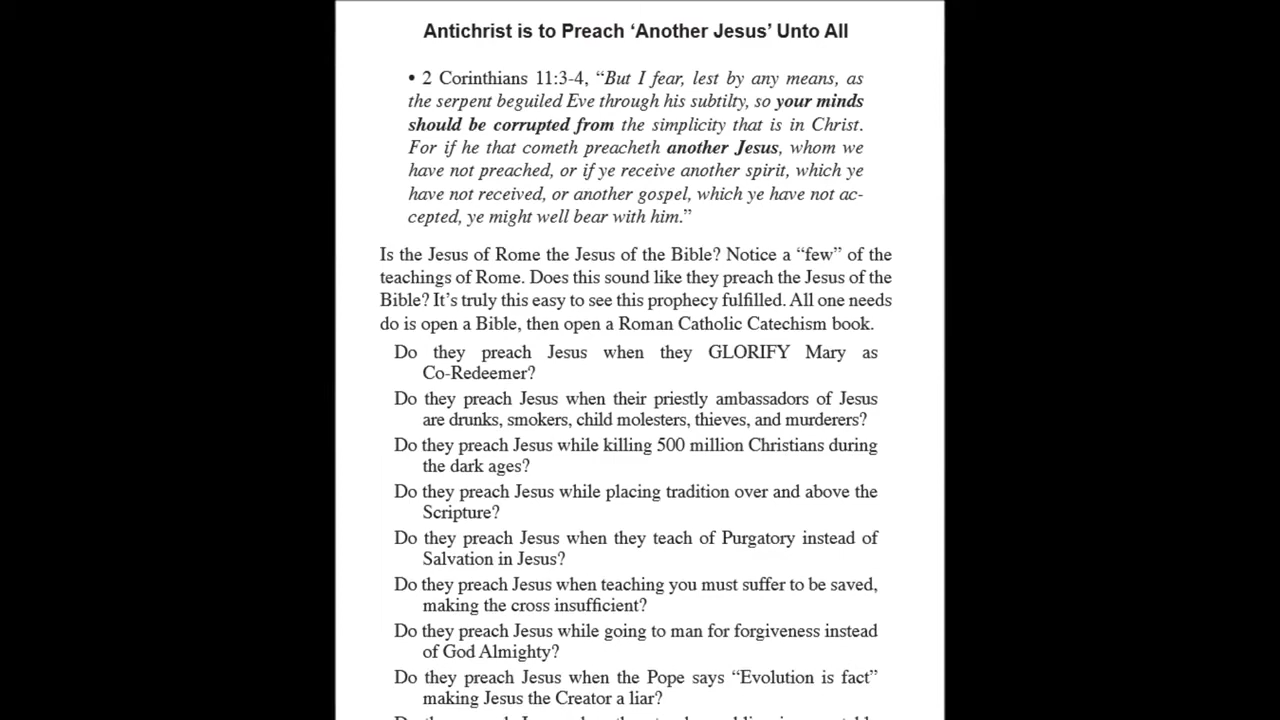 Antichrist is to Preach ‘Another Jesus’ Unto All
• 2 Corinthians 11:3-4, “But I fear, lest by any means, as
the serpent beguiled Eve through his subtilty, so your minds
should be corrupted from the simplicity that is in Christ.
For if he that cometh preacheth another Jesus, whom we
have not preached, or if ye receive another spirit, which ye
have not received, or another gospel, which ye have not ac-
cepted, ye might well bear with him.”
Is the Jesus of Rome the Jesus of the Bible? Notice a “few” of the
teachings of Rome. Does this sound like they preach the Jesus of the
Bible? It’s truly this easy to see this prophecy fulfilled. All one needs
do is open a Bible, then open a Roman Catholic Catechism book.
Do they preach Jesus when they GLORIFY Mary as
Co-Redeemer?
Do they preach Jesus when their priestly ambassadors of Jesus
are drunks, smokers, child molesters, thieves, and murderers?
Do they preach Jesus while killing 500 million Christians during
the dark ages?
Do they preach Jesus while placing tradition over and above the
Scripture?
Do they preach Jesus when they teach of Purgatory instead of
Salvation in Jesus?
Do they preach Jesus when teaching you must suffer to be saved,
making the cross insufficient?
Do they preach Jesus while going to man for forgiveness instead
of God Almighty?
Do they preach Jesus when the Pope says “Evolution is fact”
making Jesus the Creator a liar?